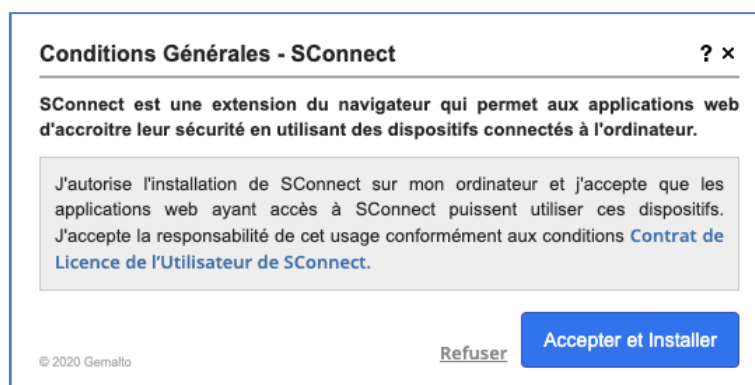 Conditions Générales - SConnect ? ×
SConnect est une extension du navigateur qui permet aux applications web
d'accroitre leur sécurité en utilisant des dispositifs connectés à l'ordinateur.
J'autorise l'installation de SConnect sur mon ordinateur et j'accepte que les
applications web ayant accès à SConnect puissent utiliser ces dispositifs.
J'accepte la responsabilité de cet usage conformément aux conditions Contrat de
Licence de l’Utilisateur de SConnect.
Accepter et Installer
Refuser
© 2020 Gemalto